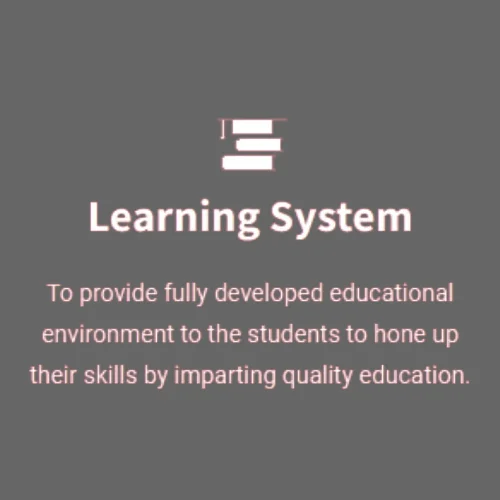 Learning System
To provide fully developed educational
environment to the students to hone up
their skills by imparting quality education.